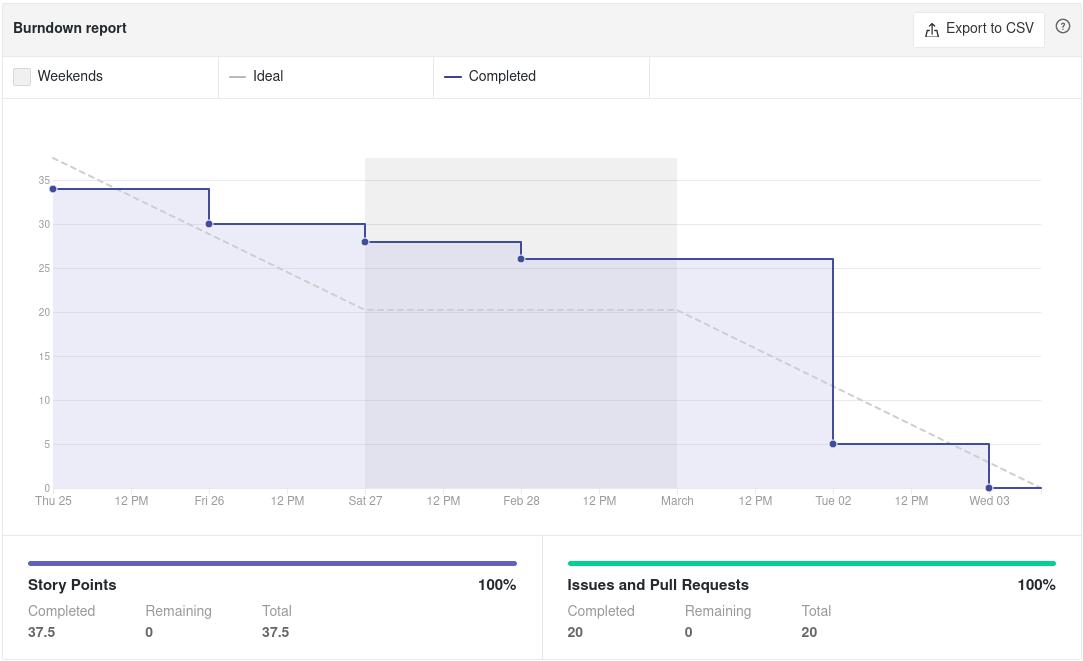 Burndown report
Export to CSV
?
Weekends
Ideal
Completed
35
30
25
20
15
10
5
0
Thu 25 12 PM Fri 26 12 PM Sat 27 12 PM Feb 28 12 PM March 12 PM Tue 02 12 PM Wed 03
Story Points 100%
Completed Remaining Total
37.5 0 37.5
Issues and Pull Requests 100%
Completed Remaining Total
20 0 20